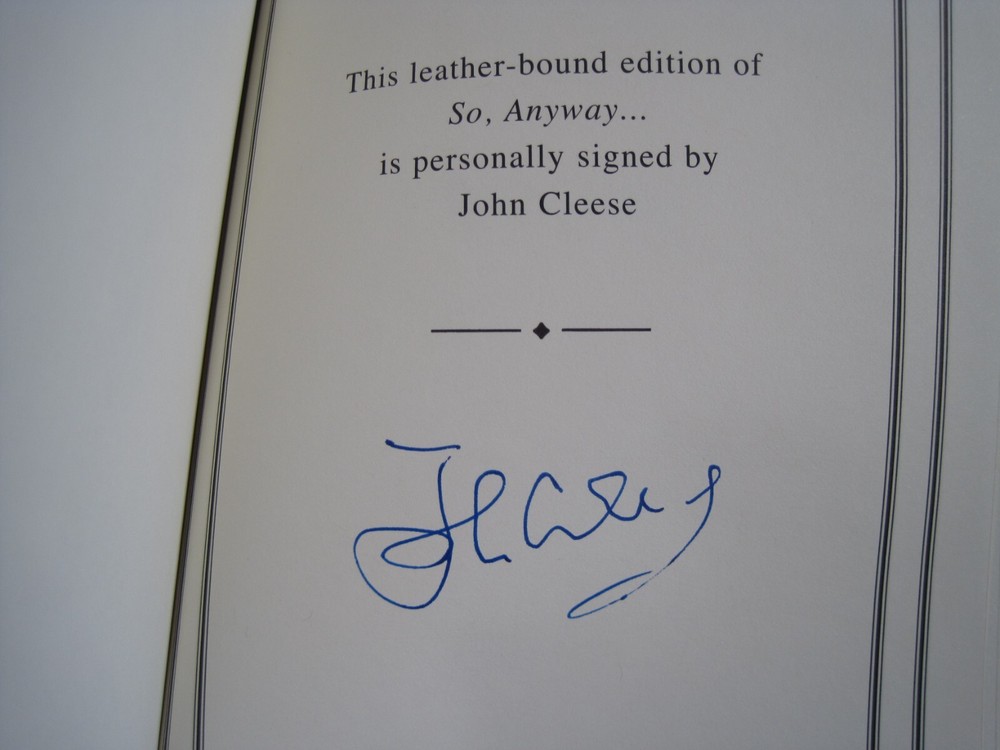 This leather-bound edition of
So, Anyway...
is personally signed by
John Cleese